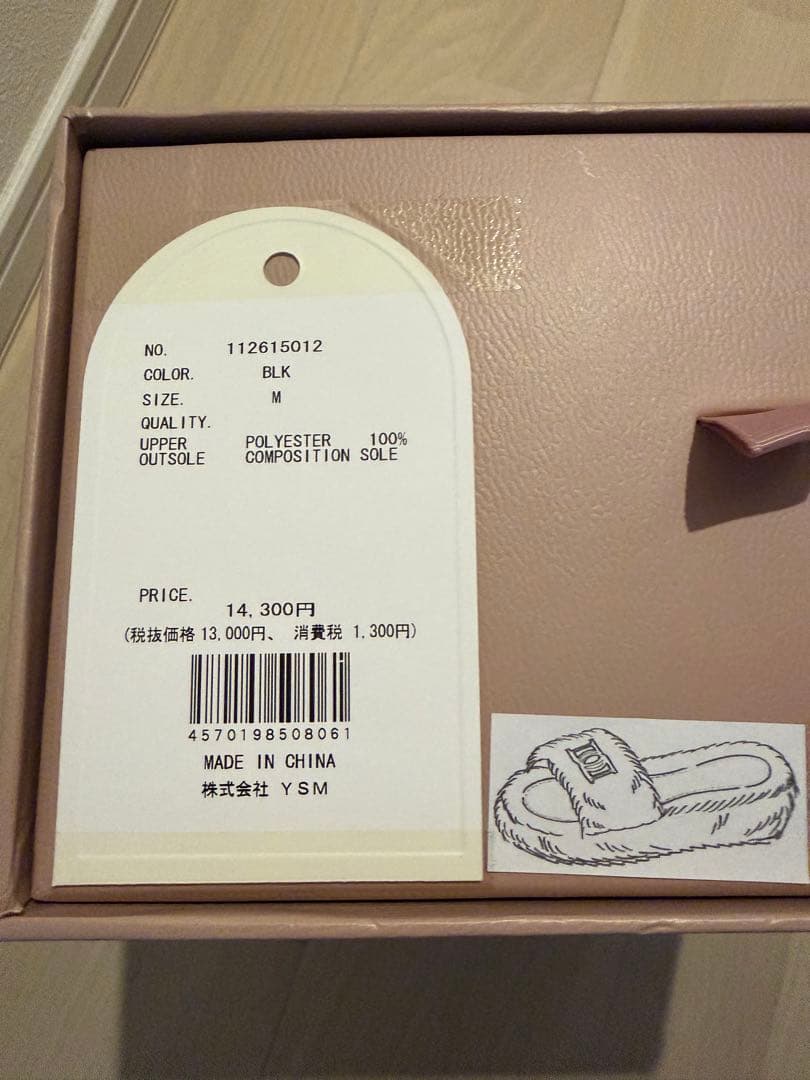 NO. 112615012
COLOR. BLK
SIZE. M
QUALITY.
UPPER POLYESTER 100%
OUTSOLE COMPOSITION SOLE
PRICE.
14,300円
(税抜価格 13,000円、 消費税 1,300円)
4570198508061
MADE IN CHINA
株式会社 YSM